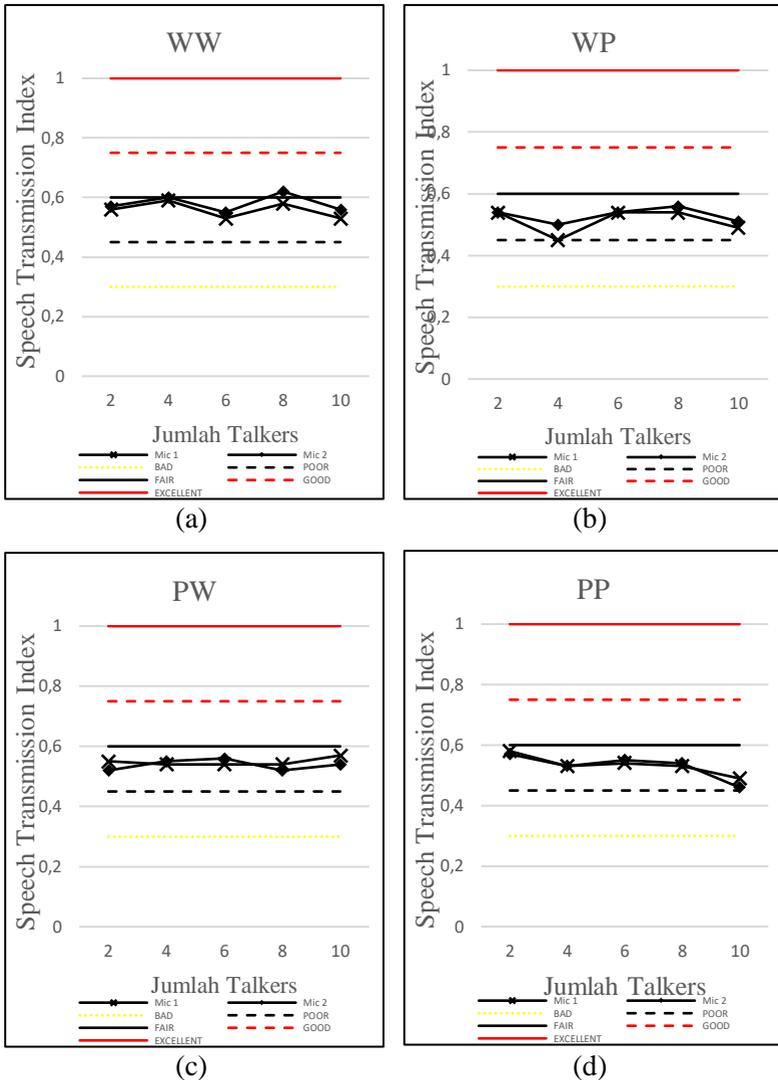 WW
Speech Transmission Index
1
0,8
0,6
0,4
0,2
0
2 4 6 8 10
Jumlah Talkers
Mic 1 Mic 2
BAD POOR
FAIR GOOD
EXCELLENT
(a)
WP
Speech Transmission Index
1
0,8
0,6
0,4
0,2
0
2 4 6 8 10
Jumlah Talkers
Mic 1 Mic 2
BAD POOR
FAIR GOOD
EXCELLENT
(b)
PW
Speech Transmission Index
1
0,8
0,6
0,4
0,2
0
2 4 6 8 10
Jumlah Talkers
Mic 1 Mic 2
BAD POOR
FAIR GOOD
EXCELLENT
(c)
PP
Speech Transmission Index
1
0,8
0,6
0,4
0,2
0
2 4 6 8 10
Jumlah Talkers
Mic 1 Mic 2
BAD POOR
FAIR GOOD
EXCELLENT
(d)